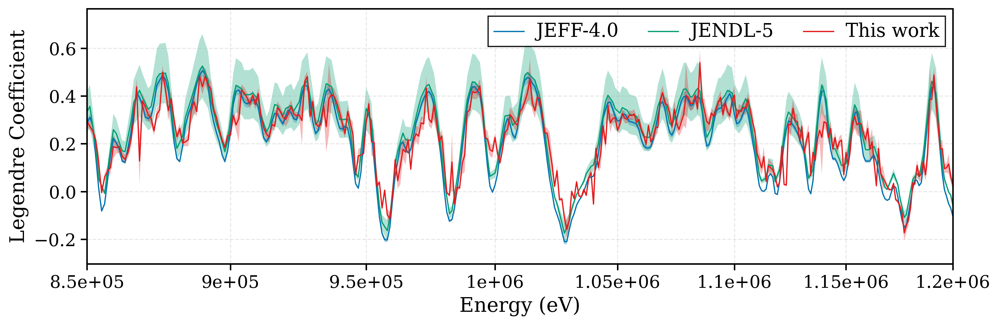 JEFF-4.0 JENDL-5 This work
Legendre Coefficient
0.6
0.4
0.2
0.0
−0.2
8.5e+05 9e+05 9.5e+05 1e+06 1.05e+06 1.1e+06 1.15e+06 1.2e+06
Energy (eV)